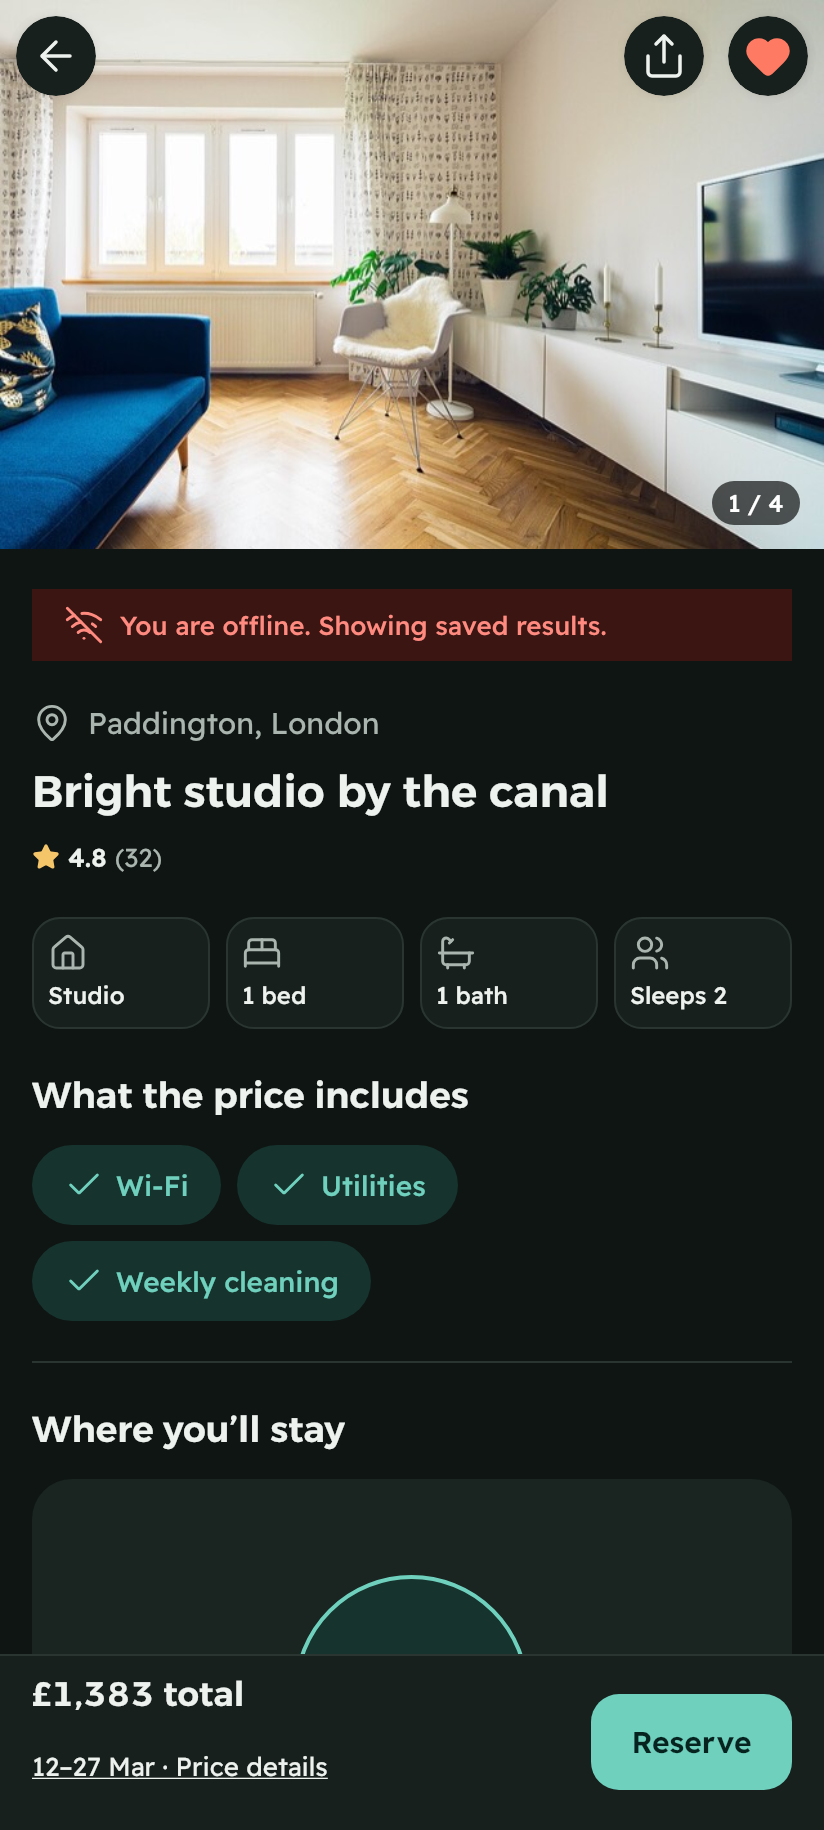 1 / 4
You are offline. Showing saved results.
Paddington, London
Bright studio by the canal
4.8 (32)
Studio
1 bed
1 bath
Sleeps 2
What the price includes
Wi-Fi
Utilities
Weekly cleaning
Where you’ll stay
£1,383 total
12–27 Mar · Price details
Reserve